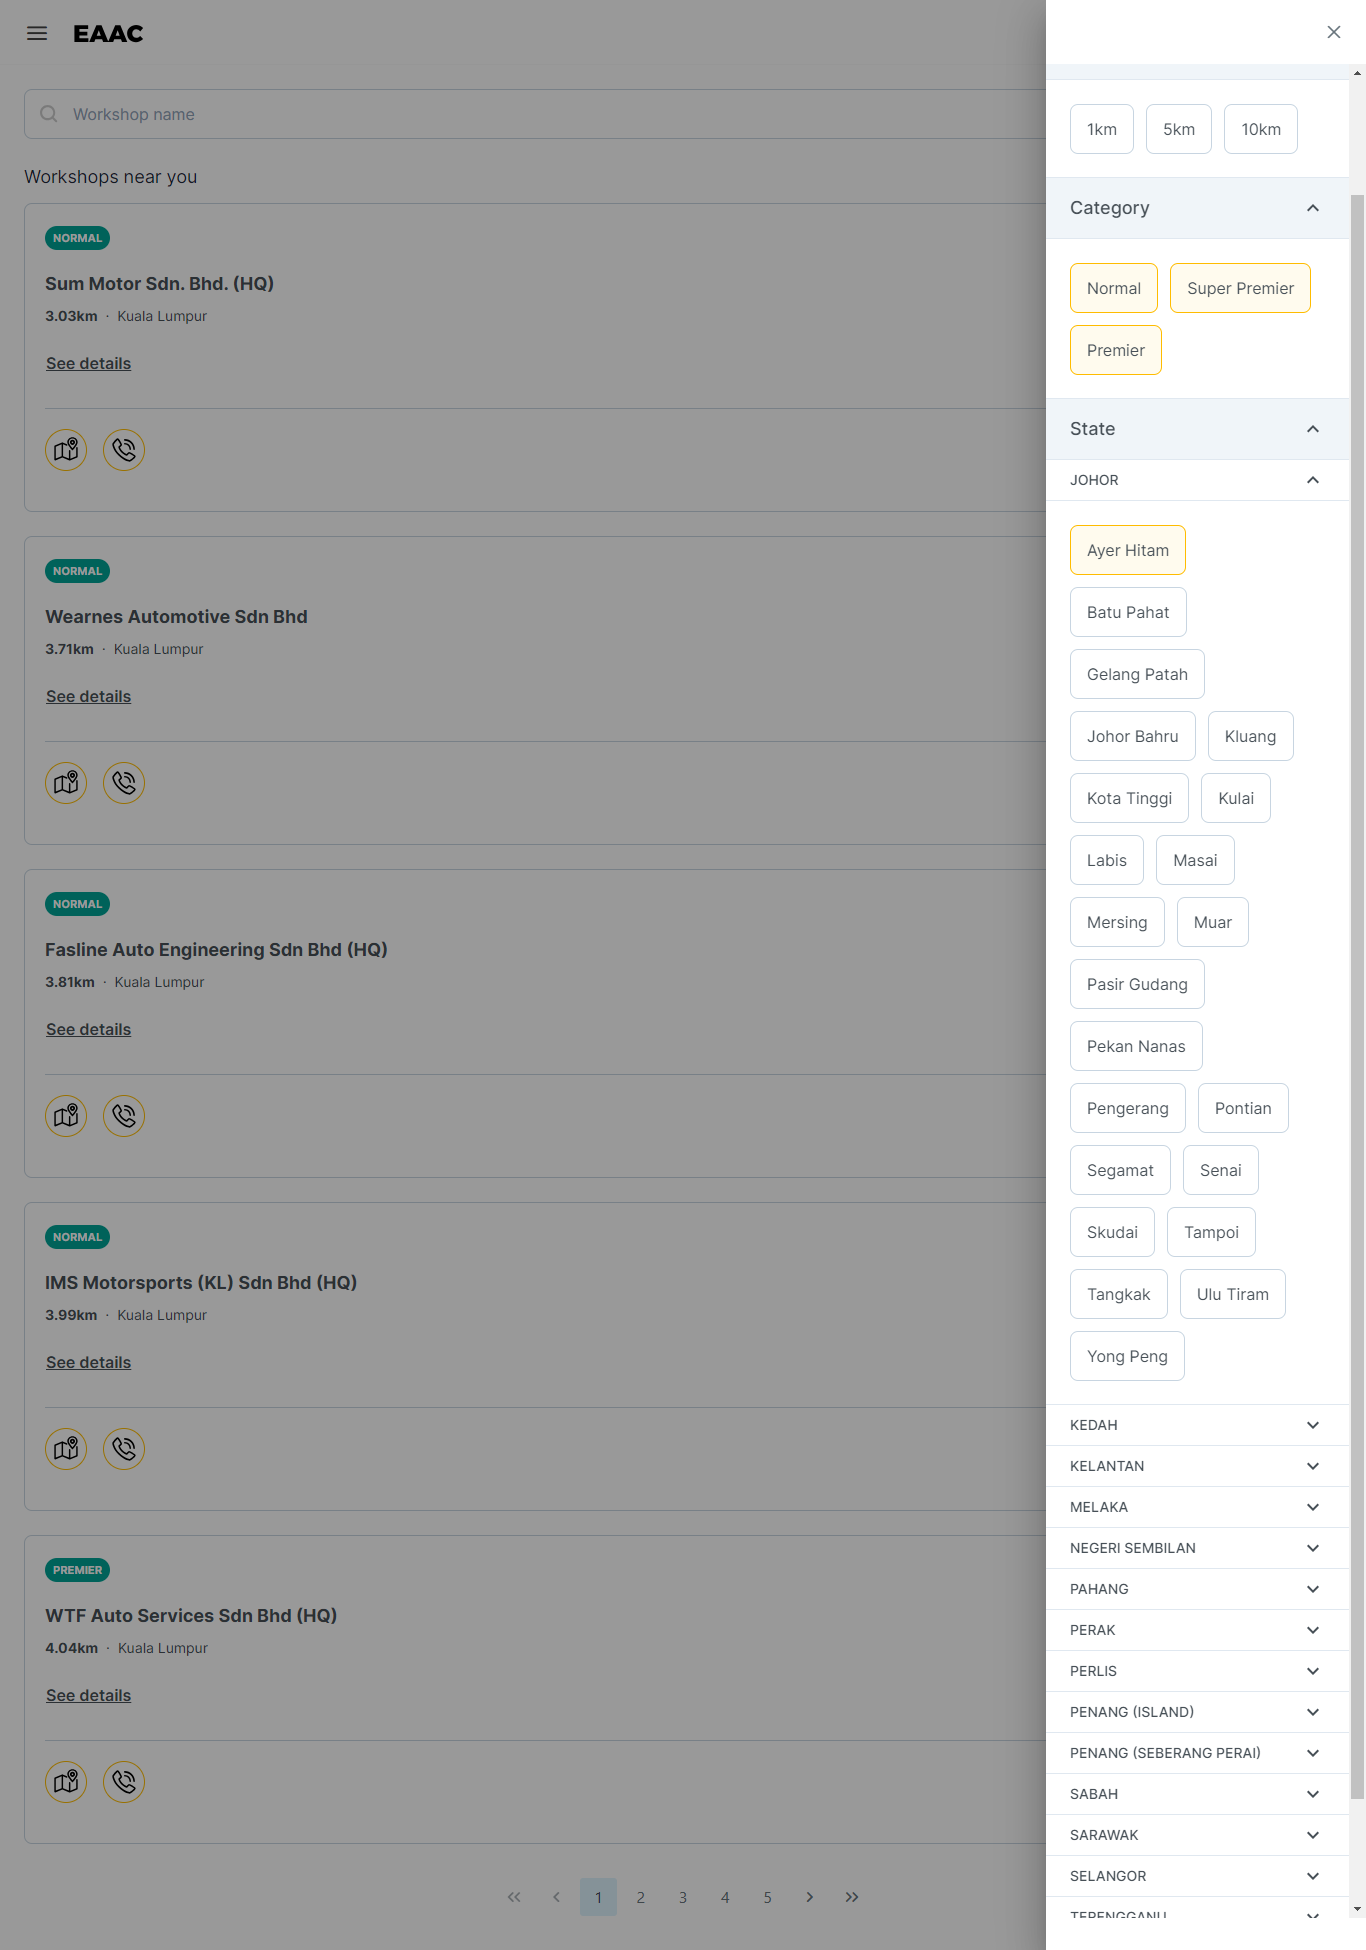 EAAC
Workshop name
Workshops near you
NORMAL
Sum Motor Sdn. Bhd. (HQ)
3.03km · Kuala Lumpur
See details
NORMAL
Wearnes Automotive Sdn Bhd
3.71km · Kuala Lumpur
See details
NORMAL
Fasline Auto Engineering Sdn Bhd (HQ)
3.81km · Kuala Lumpur
See details
NORMAL
IMS Motorsports (KL) Sdn Bhd (HQ)
3.99km · Kuala Lumpur
See details
PREMIER
WTF Auto Services Sdn Bhd (HQ)
4.04km · Kuala Lumpur
See details
1 2 3 4 5
1km 5km 10km
Category
Normal Super Premier
Premier
State
JOHOR
Ayer Hitam
Batu Pahat
Gelang Patah
Johor Bahru Kluang
Kota Tinggi Kulai
Labis Masai
Mersing Muar
Pasir Gudang
Pekan Nanas
Pengerang Pontian
Segamat Senai
Skudai Tampoi
Tangkak Ulu Tiram
Yong Peng
KEDAH
KELANTAN
MELAKA
NEGERI SEMBILAN
PAHANG
PERAK
PERLIS
PENANG (ISLAND)
PENANG (SEBERANG PERAI)
SABAH
SARAWAK
SELANGOR
TERENGGANU